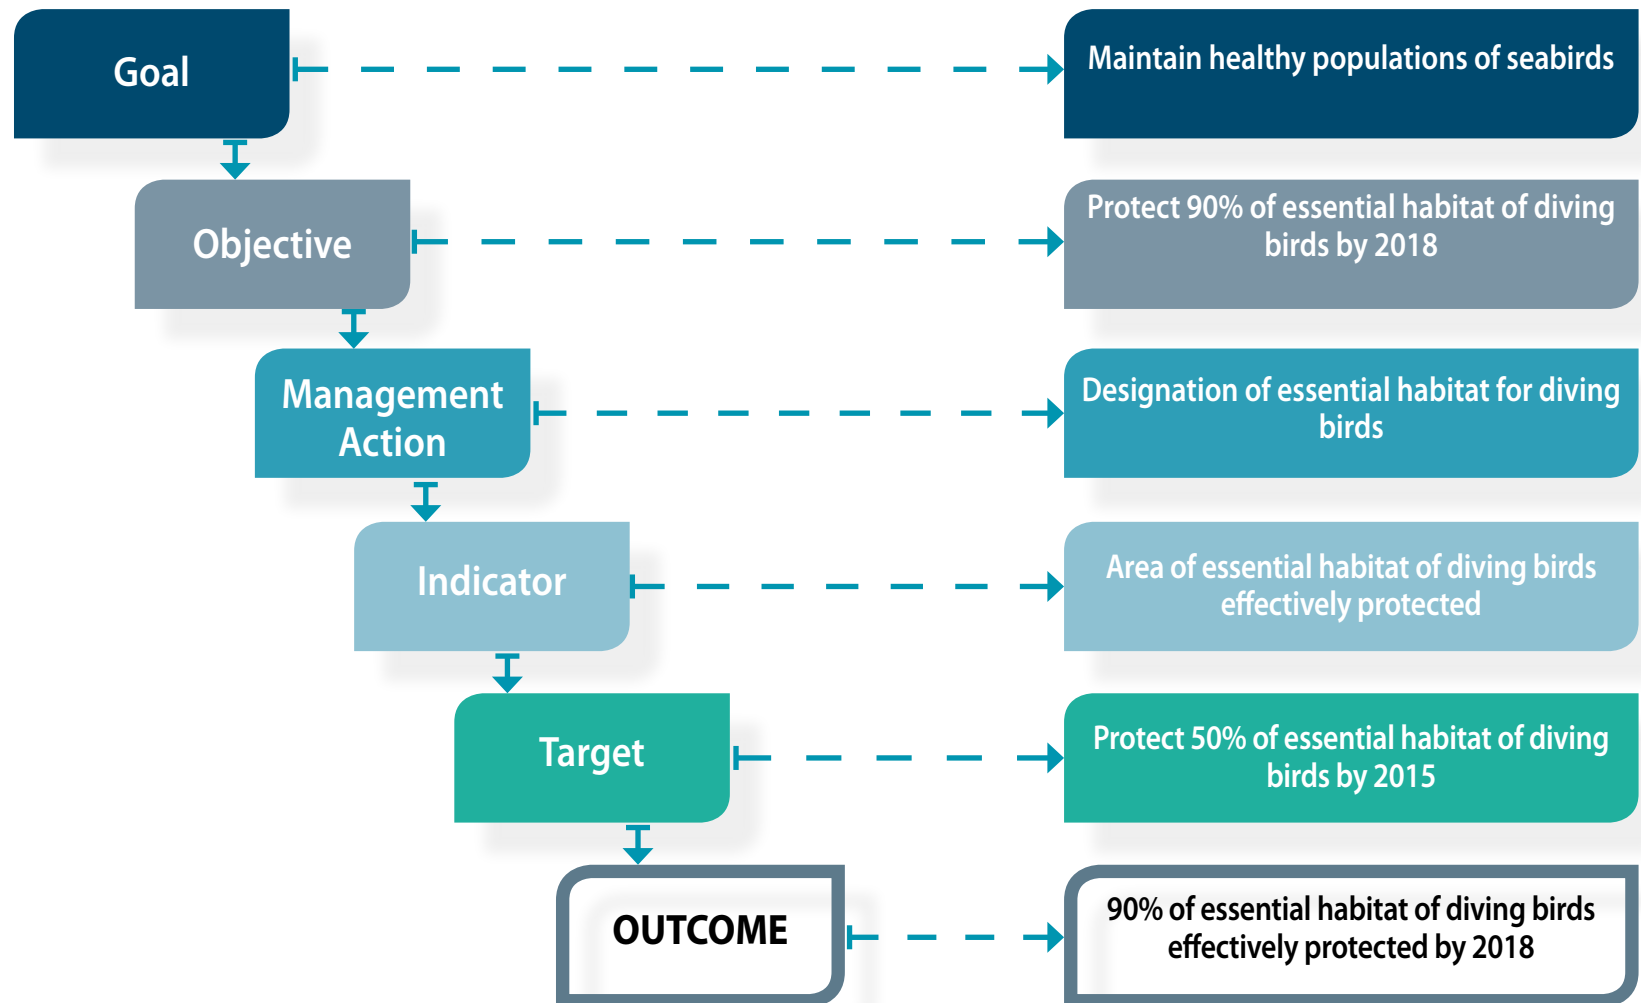 Goal
Maintain healthy populations of seabirds
Objective
Protect 90% of essential habitat of diving
birds by 2018
Management
Action
Designation of essential habitat for diving
birds
Indicator
Area of essential habitat of diving birds
effectively protected
Target
Protect 50% of essential habitat of diving
birds by 2015
OUTCOME
90% of essential habitat of diving birds
effectively protected by 2018